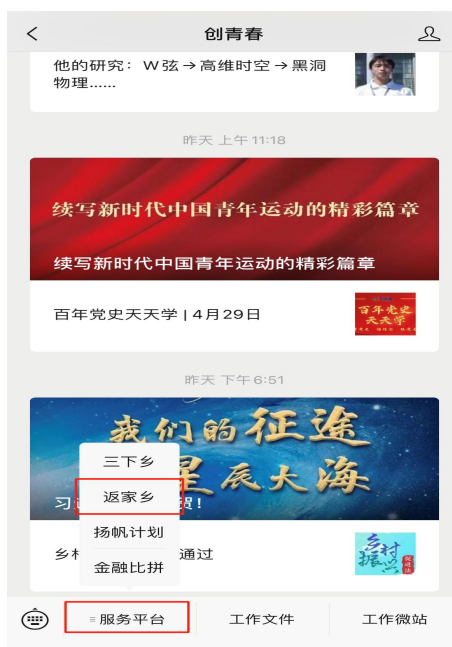 创青春
他的研究：W弦→高维时空→黑洞
物理......
昨天 上午 11:18
续写新时代中国青年运动的精彩篇章
续写新时代中国青年运动的精彩篇章
百年党史天天学 | 4月29日
百年党史
天天学
昨天 下午 6:51
我们的征途
星辰大海
三下乡
返家乡
习
贺!
扬帆计划
乡村
通过
金融比拼
乡村
振兴
促进法
服务平台
工作文件
工作微站